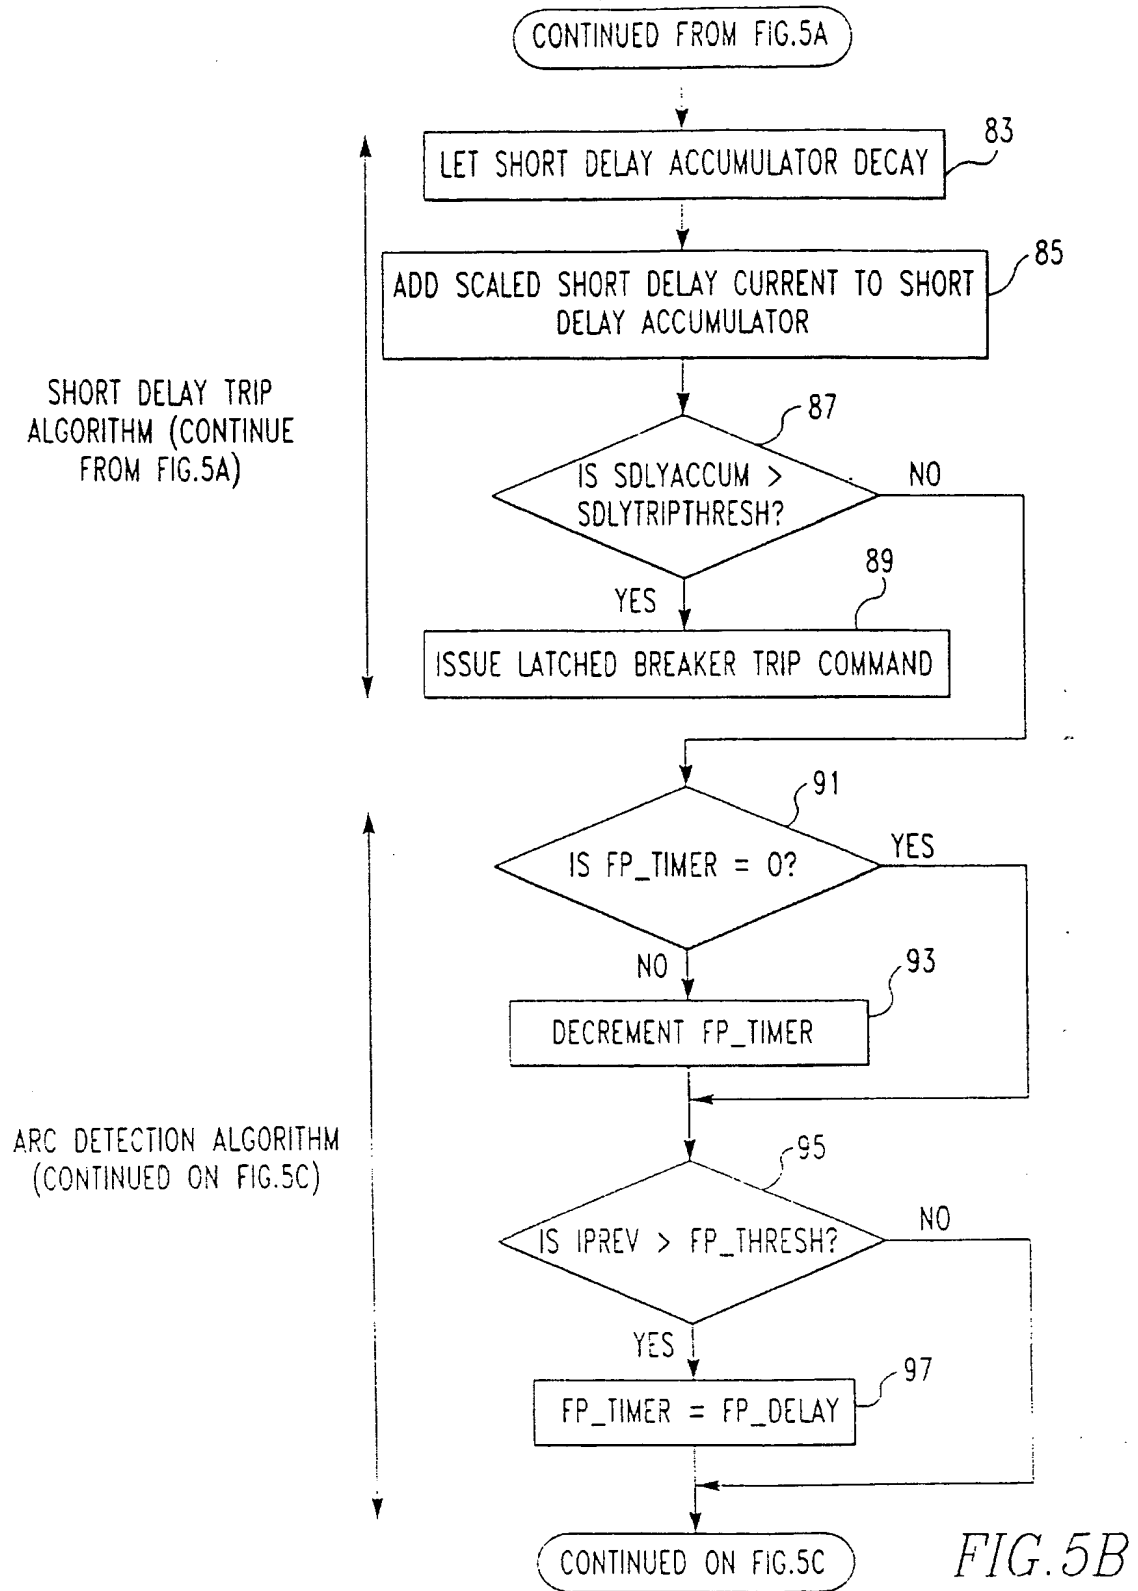 CONTINUED FROM FIG.5A
83
LET SHORT DELAY ACCUMULATOR DECAY
85
ADD SCALED SHORT DELAY CURRENT TO SHORT
DELAY ACCUMULATOR
SHORT DELAY TRIP
ALGORITHM (CONTINUE
FROM FIG.5A)
87
IS SDLYACCUM >
SDLYTRIPTHRESH?
NO
YES
89
ISSUE LATCHED BREAKER TRIP COMMAND
91
IS FP_TIMER = 0?
YES
NO
93
DECREMENT FP_TIMER
ARC DETECTION ALGORITHM
(CONTINUED ON FIG.5C)
95
IS IPREV > FP_THRESH?
NO
YES
97
FP_TIMER = FP_DELAY
CONTINUED ON FIG.5C
FIG.5B